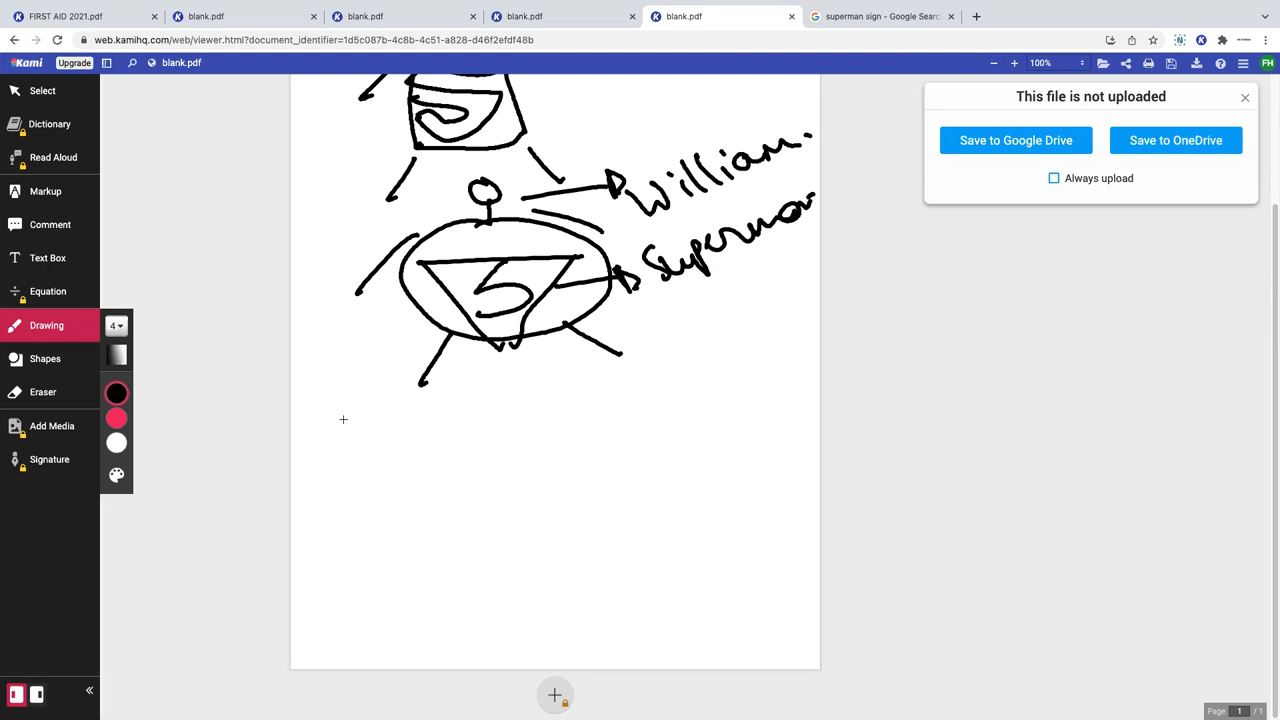 FIRST AID 2021.pdf
blank.pdf
blank.pdf
blank.pdf
blank.pdf
superman sign - Google Searc
web.kamihq.com/web/viewer.html?document_identifier=1d5c087b-4c8b-4c51-a828-d46f2efdf48b
Kami
Upgrade
blank.pdf
100%
FH
Select
Dictionary
Read Aloud
Markup
Comment
Text Box
Equation
Drawing
4
Shapes
Eraser
Add Media
Signature
This file is not uploaded
Save to Google Drive
Save to OneDrive
Always upload
S
William
Superman
S
Page:
1
/ 1